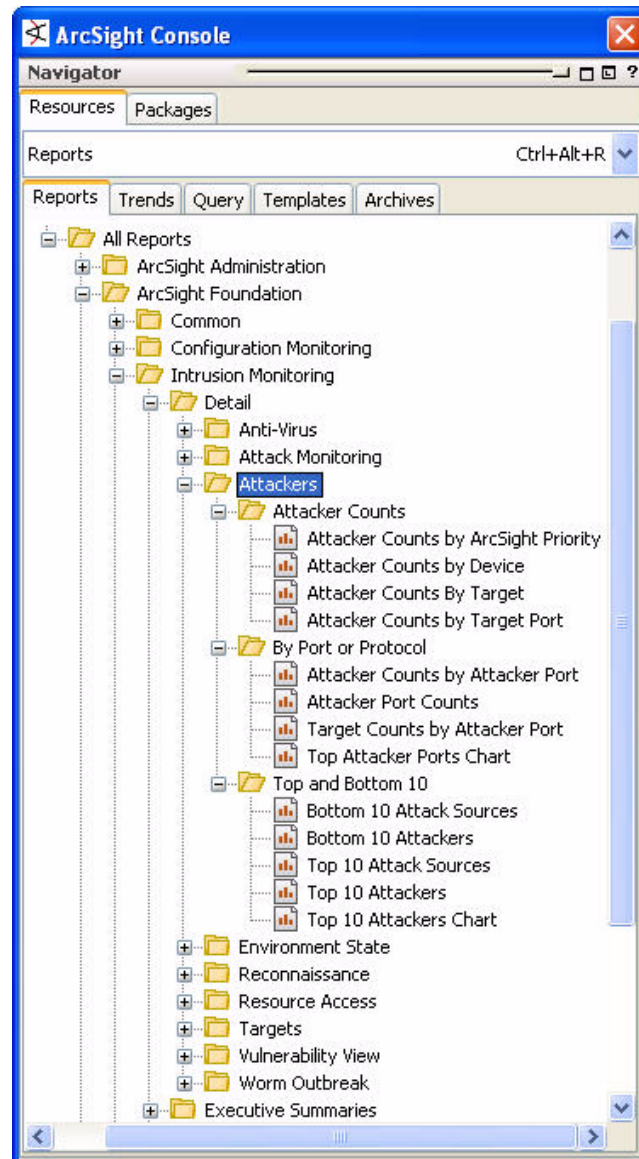 ArcSight Console
Navigator ?
Resources Packages
Reports Ctrl+Alt+R
Reports Trends Query Templates Archives
All Reports
ArcSight Administration
ArcSight Foundation
Common
Configuration Monitoring
Intrusion Monitoring
Detail
Anti-Virus
Attack Monitoring
Attackers
Attacker Counts
Attacker Counts by ArcSight Priority
Attacker Counts by Device
Attacker Counts By Target
Attacker Counts by Target Port
By Port or Protocol
Attacker Counts by Attacker Port
Attacker Port Counts
Target Counts by Attacker Port
Top Attacker Ports Chart
Top and Bottom 10
Bottom 10 Attack Sources
Bottom 10 Attackers
Top 10 Attack Sources
Top 10 Attackers
Top 10 Attackers Chart
Environment State
Reconnaissance
Resource Access
Targets
Vulnerability View
Worm Outbreak
Executive Summaries